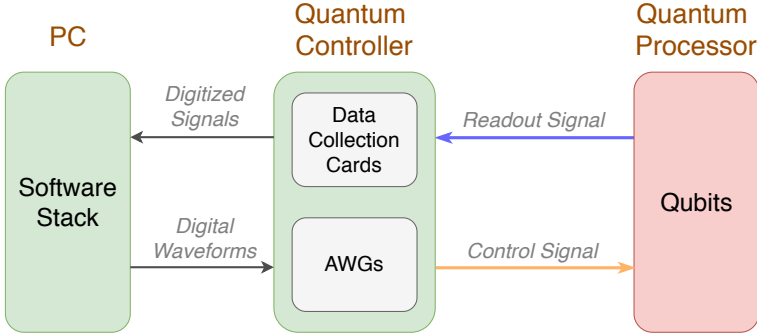 PC
Quantum
Controller
Quantum
Processor
Digitized
Signals
Data
Collection
Cards
Readout Signal
Software
Stack
Qubits
Digital
Waveforms
AWGs
Control Signal